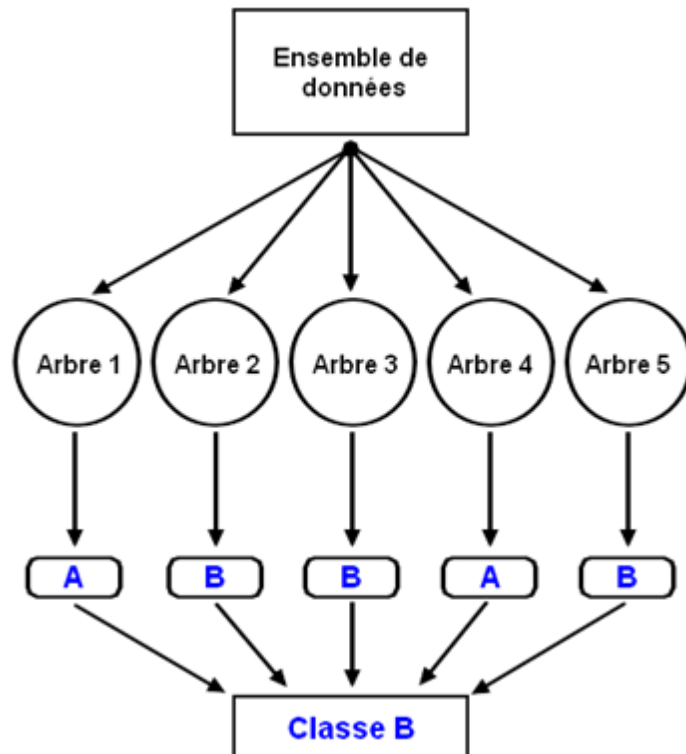 Ensemble de
données
Arbre 1
Arbre 2
Arbre 3
Arbre 4
Arbre 5
A
B
B
A
B
Classe B